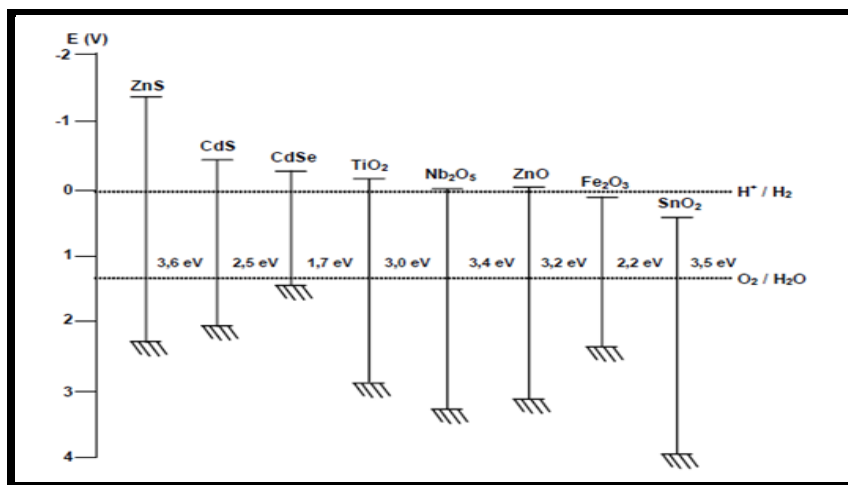 E (V)
-2
ZnS
-1
CdS
CdSe
TiO₂
Nb₂O₅
ZnO
Fe₂O₃
0
H⁺ / H₂
SnO₂
1
3,6 eV 2,5 eV 1,7 eV 3,0 eV 3,4 eV 3,2 eV 2,2 eV 3,5 eV
O₂ / H₂O
2
3
4